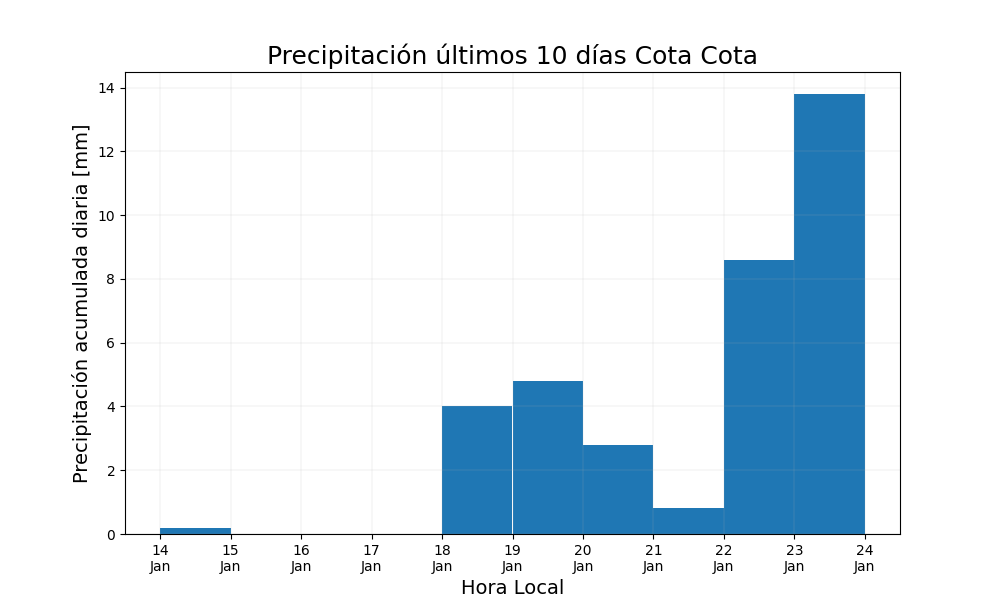 Precipitación últimos 10 días Cota Cota
Precipitación acumulada diaria [mm]
14
12
10
8
6
4
2
0
14 15 16 17 18 19 20 21 22 23 24
Jan Jan Jan Jan Jan Jan Jan Jan Jan Jan Jan
Hora Local